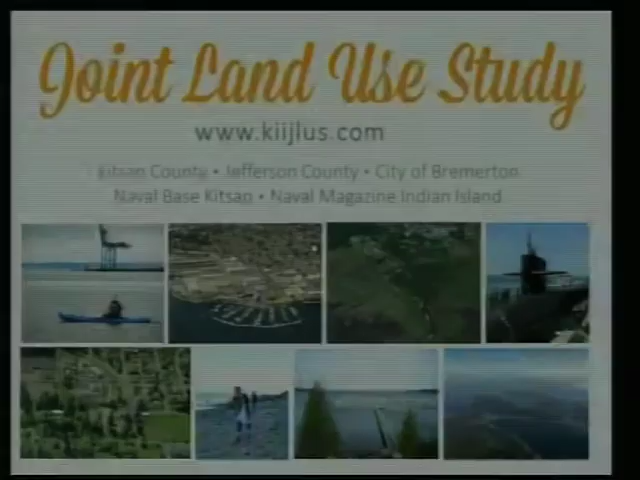 Joint Land Use Study
www.kiijlus.com
Kitsap County • Jefferson County • City of Bremerton
Naval Base Kitsap • Naval Magazine Indian Island